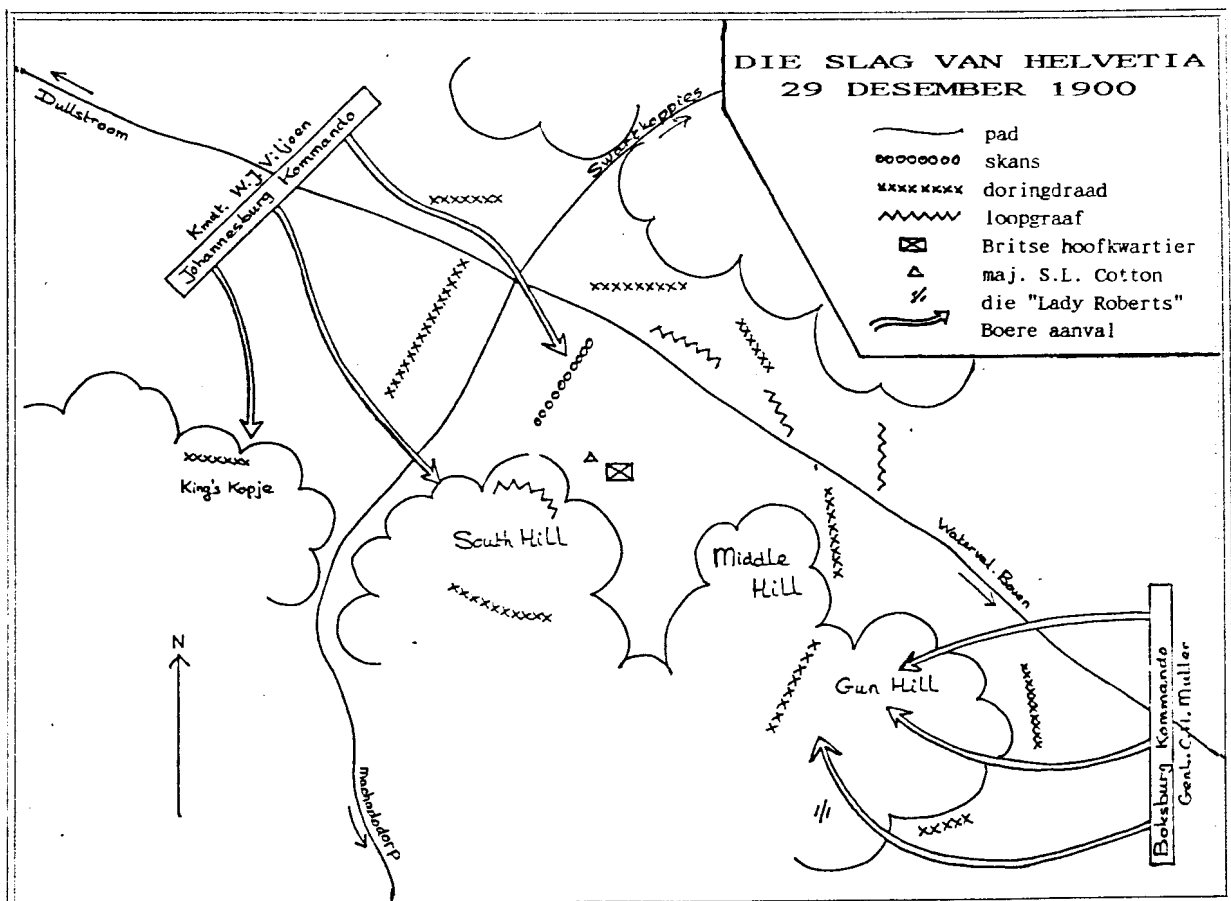 DIE SLAG VAN HELVETIA
29 DESEMBER 1900
pad
skans
doringdraad
loopgraaf
Britse hoofkwartier
maj. S.L. Cotton
die "Lady Roberts"
Boere aanval
Dullstroom
Swartkoppies
Kmdt. W.J. Viljoen
Johannesburg Kommando
King's Kopje
South Hill
Middle
Hill
Waterval-Boven
Gun Hill
Boksburg Kommando
Genl. C.H. Muller
N
Machadodorp